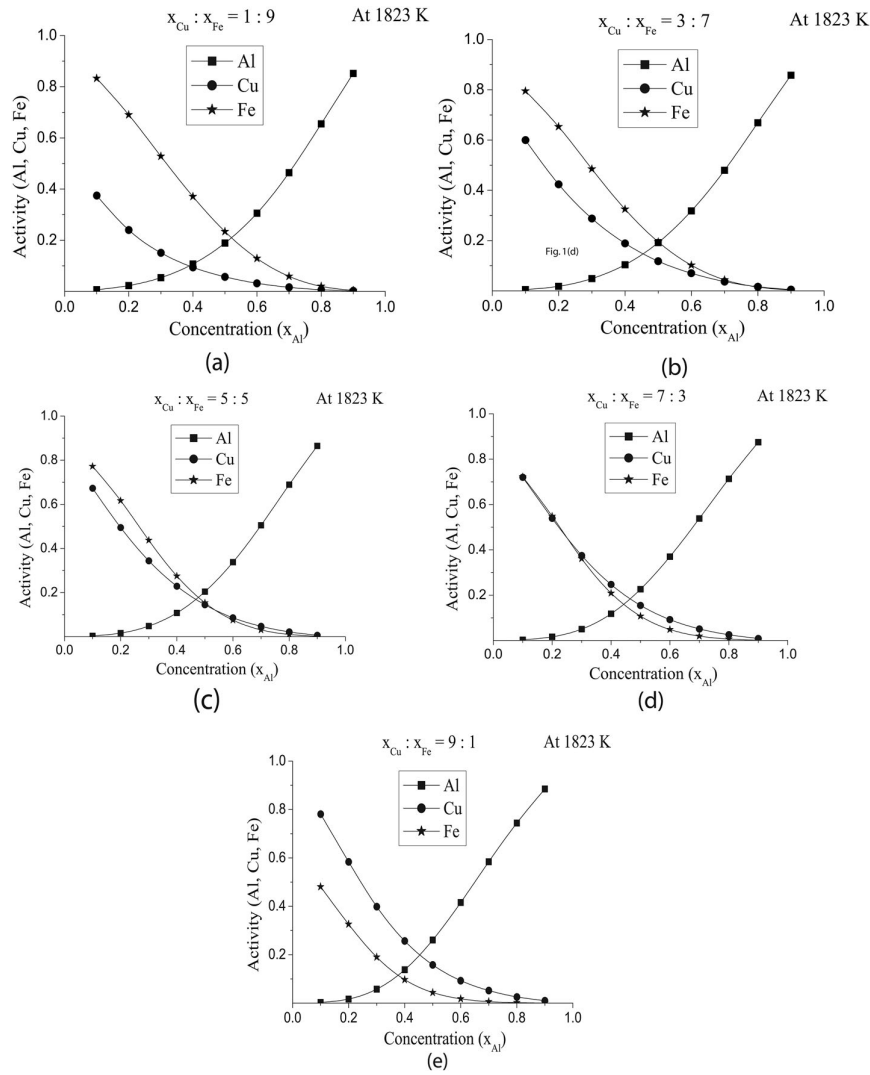 x_Cu : x_Fe = 1 : 9 At 1823 K
Al
Cu
Fe
Activity (Al, Cu, Fe)
1.0
0.8
0.6
0.4
0.2
0.0 0.2 0.4 0.6 0.8 1.0
Concentration (x_Al)
(a)
x_Cu : x_Fe = 3 : 7 At 1823 K
Al
Cu
Fe
Activity (Al, Cu, Fe)
1.0
0.8
0.6
0.4
0.2
Fig. 1(d)
0.0 0.2 0.4 0.6 0.8 1.0
Concentration (x_Al)
(b)
x_Cu : x_Fe = 5 : 5 At 1823 K
Al
Cu
Fe
Activity (Al, Cu, Fe)
1.0
0.8
0.6
0.4
0.2
0.0 0.2 0.4 0.6 0.8 1.0
Concentration (x_Al)
(c)
x_Cu : x_Fe = 7 : 3 At 1823 K
Al
Cu
Fe
Activity (Al, Cu, Fe)
1.0
0.8
0.6
0.4
0.2
0.0 0.2 0.4 0.6 0.8 1.0
Concentration (x_Al)
(d)
x_Cu : x_Fe = 9 : 1 At 1823 K
Al
Cu
Fe
Activity (Al, Cu, Fe)
1.0
0.8
0.6
0.4
0.2
0.0 0.2 0.4 0.6 0.8 1.0
Concentration (x_Al)
(e)